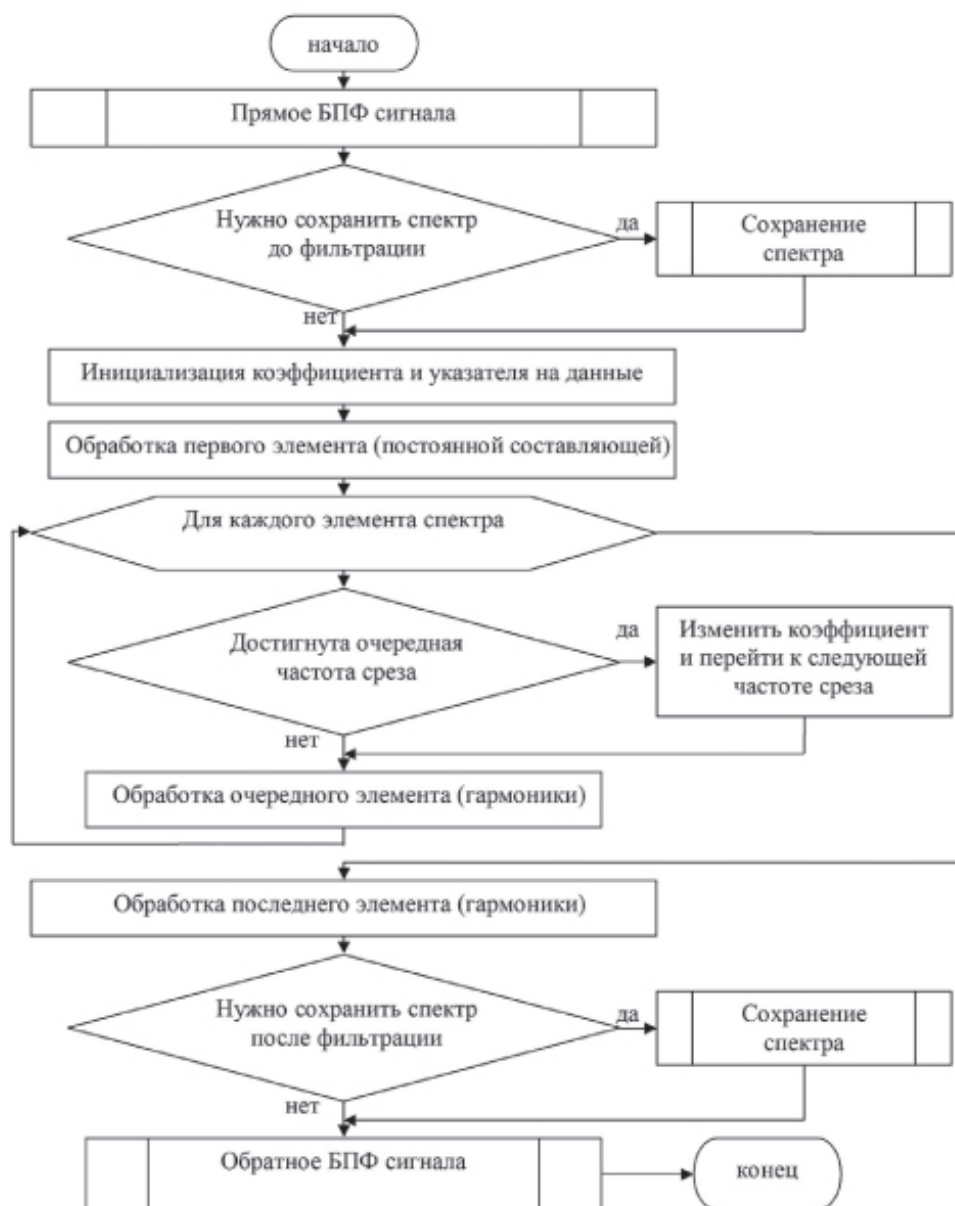 начало
Прямое БПФ сигнала
Нужно сохранить спектр
до фильтрации
да
Сохранение
спектра
нет
Инициализация коэффициента и указателя на данные
Обработка первого элемента (постоянной составляющей)
Для каждого элемента спектра
Достигнута очередная
частота среза
да
Изменить коэффициент
и перейти к следующей
частоте среза
нет
Обработка очередного элемента (гармоники)
Обработка последнего элемента (гармоники)
Нужно сохранить спектр
после фильтрации
да
Сохранение
спектра
нет
Обратное БПФ сигнала
конец